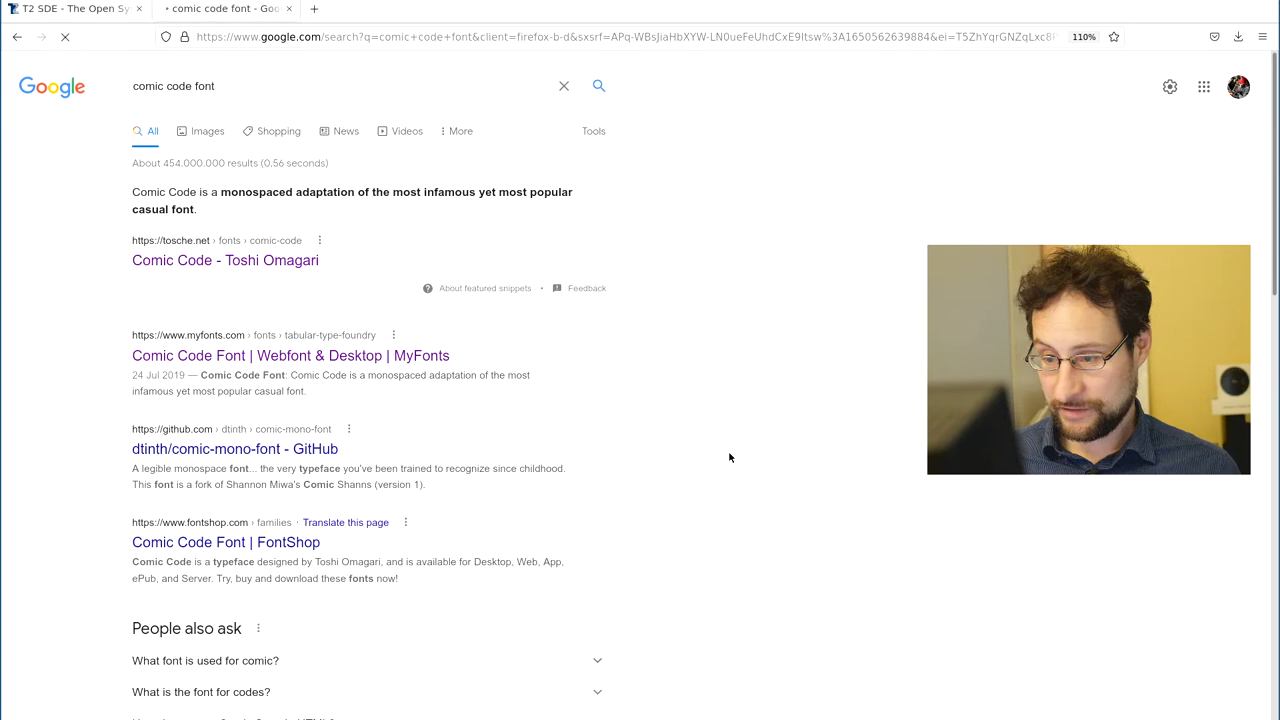 T2 SDE - The Open Sy
comic code font - Goo
https://www.google.com/search?q=comic+code+font&client=firefox-b-d&sxsrf=APq-WBsJiaHbXYW-LN0ueFeUhdCxE9Itsw%3A1650562639884&ei=T5ZhYqrGNZqLxc8P
110%
Google
comic code font
All
Images
Shopping
News
Videos
More
Tools
About 454.000.000 results (0,56 seconds)
Comic Code is a monospaced adaptation of the most infamous yet most popular
casual font.
https://tosche.net › fonts › comic-code
Comic Code - Toshi Omagari
About featured snippets • Feedback
https://www.myfonts.com › fonts › tabular-type-foundry
Comic Code Font | Webfont & Desktop | MyFonts
24 Jul 2019 — Comic Code Font: Comic Code is a monospaced adaptation of the most
infamous yet most popular casual font.
https://github.com › dtinth › comic-mono-font
dtinth/comic-mono-font - GitHub
A legible monospace font... the very typeface you've been trained to recognize since childhood.
This font is a fork of Shannon Miwa's Comic Shanns (version 1).
https://www.fontshop.com › families · Translate this page
Comic Code Font | FontShop
Comic Code is a typeface designed by Toshi Omagari, and is available for Desktop, Web, App,
ePub, and Server. Try, buy and download these fonts now!
People also ask
What font is used for comic?
What is the font for codes?